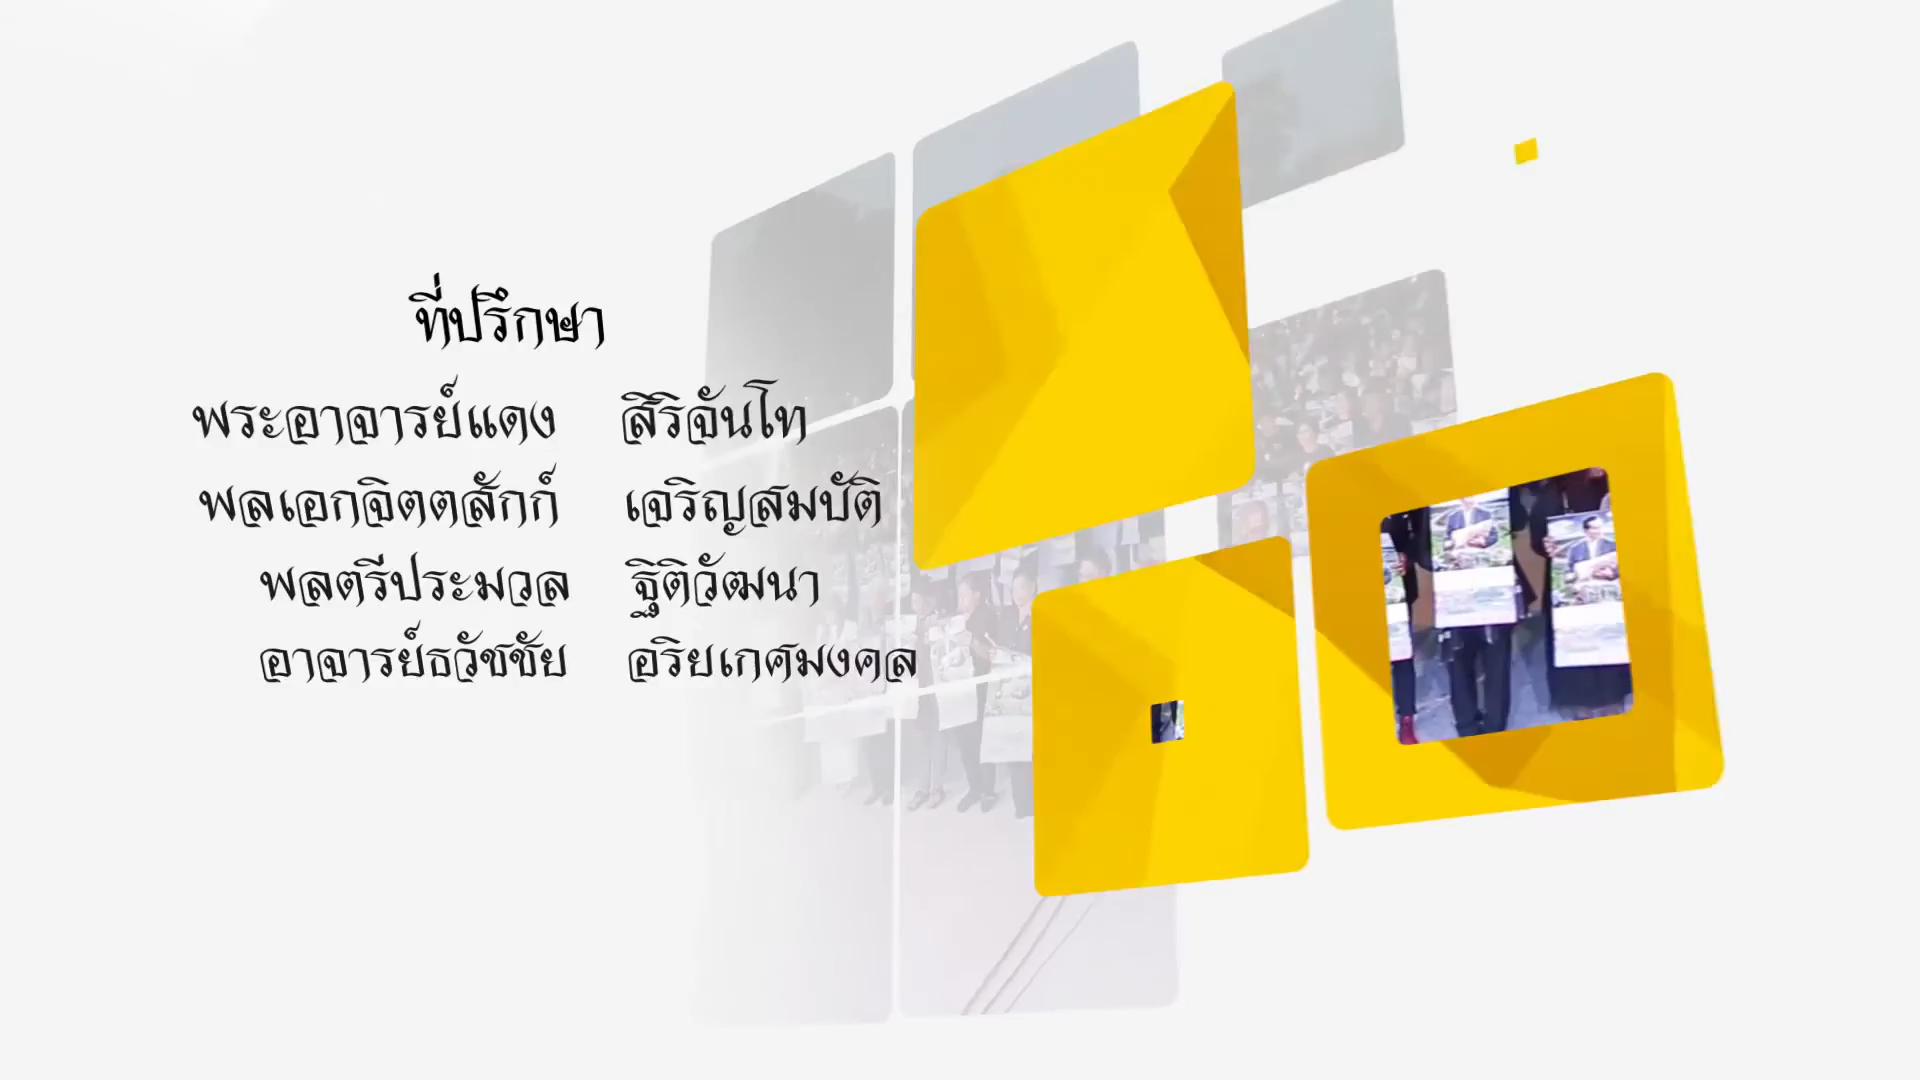 ที่ปรึกษา
พระอาจารย์แดง สิริจันโท
พลเอกจิตตสักก์ เจริญสมบัติ
พลตรีประมวล ฐิติวัฒนา
อาจารย์ธวัชชัย อริยเกศมงคล